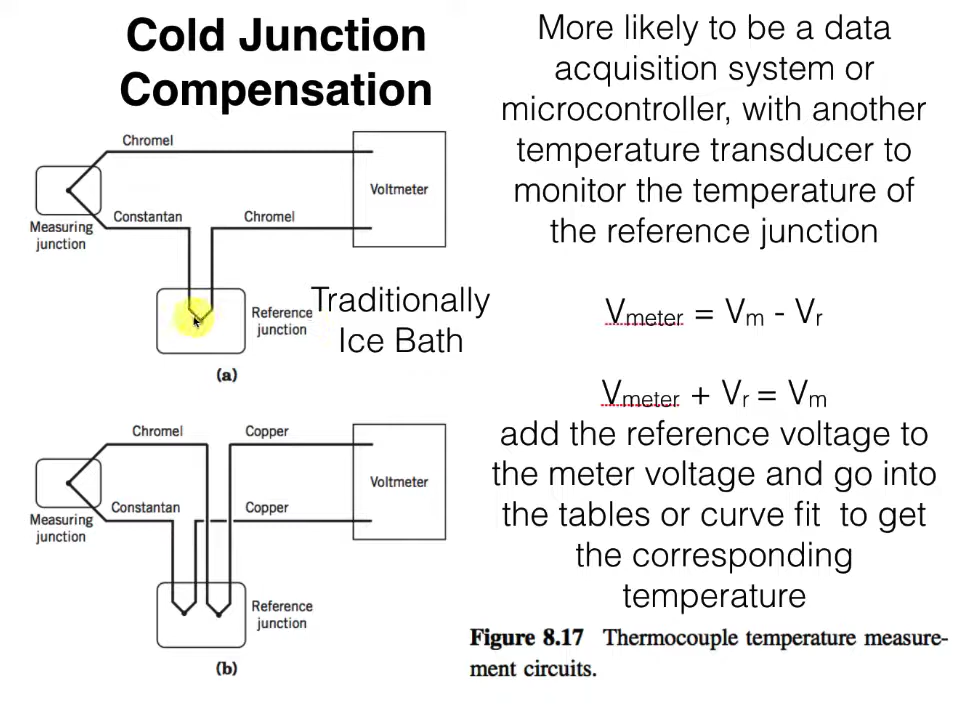 Cold Junction
Compensation
Chromel
Voltmeter
Constantan
Chromel
Measuring
junction
Reference
junction
Traditionally
Ice Bath
(a)
Chromel
Copper
Voltmeter
Constantan
Copper
Measuring
junction
Reference
junction
(b)
More likely to be a data
acquisition system or
microcontroller, with another
temperature transducer to
monitor the temperature of
the reference junction
Vmeter = Vm - Vr
Vmeter + Vr = Vm
add the reference voltage to
the meter voltage and go into
the tables or curve fit to get
the corresponding
temperature
Figure 8.17 Thermocouple temperature measure-
ment circuits.